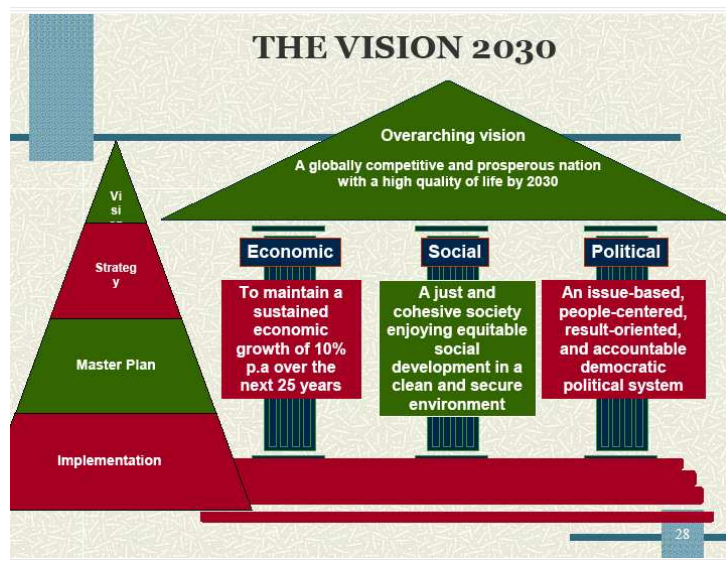 THE VISION 2030
Overarching vision
A globally competitive and prosperous nation
with a high quality of life by 2030
Vi
si
Strateg
y
Master Plan
Implementation
Economic
To maintain a
sustained
economic
growth of 10%
p.a over the
next 25 years
Social
A just and
cohesive society
enjoying equitable
social
development in a
clean and secure
environment
Political
An issue-based,
people-centered,
result-oriented,
and accountable
democratic
political system
28